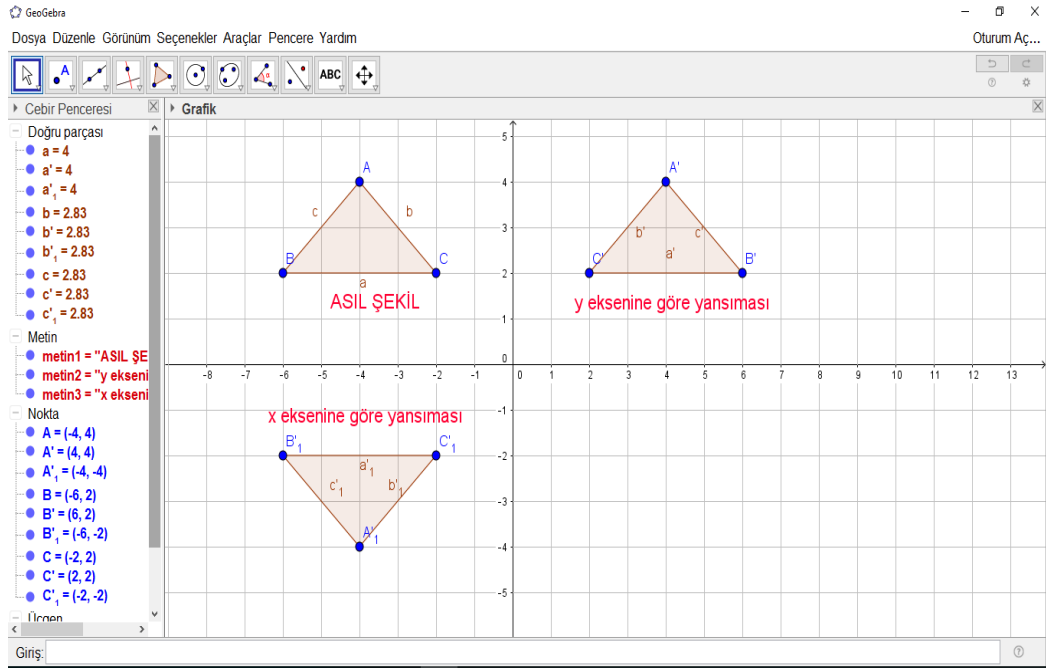 GeoGebra
Dosya Düzenle Görünüm Seçenekler Araçlar Pencere Yardım
Oturum Aç...
A
α
ABC
Cebir Penceresi
Grafik
Doğru parçası
a = 4
a' = 4
a'₁ = 4
b = 2.83
b' = 2.83
b'₁ = 2.83
c = 2.83
c' = 2.83
c'₁ = 2.83
Metin
metin1 = "ASIL ŞE
metin2 = "y ekseni
metin3 = "x ekseni
Nokta
A = (-4, 4)
A' = (4, 4)
A'₁ = (-4, -4)
B = (-6, 2)
B' = (6, 2)
B'₁ = (-6, -2)
C = (-2, 2)
C' = (2, 2)
C'₁ = (-2, -2)
Üçgen
5
4
3
2
1
0
-1
-2
-3
-4
-5
-8 -7 -6 -5 -4 -3 -2 -1 0 1 2 3 4 5 6 7 8 9 10 11 12 13
A
c b
B C
a
ASIL ŞEKİL
A'
b' c'
a'
C' B'
y eksenine göre yansıması
x eksenine göre yansıması
B'₁ C'₁
a'₁
c'₁ b'₁
A'₁
Giriş: